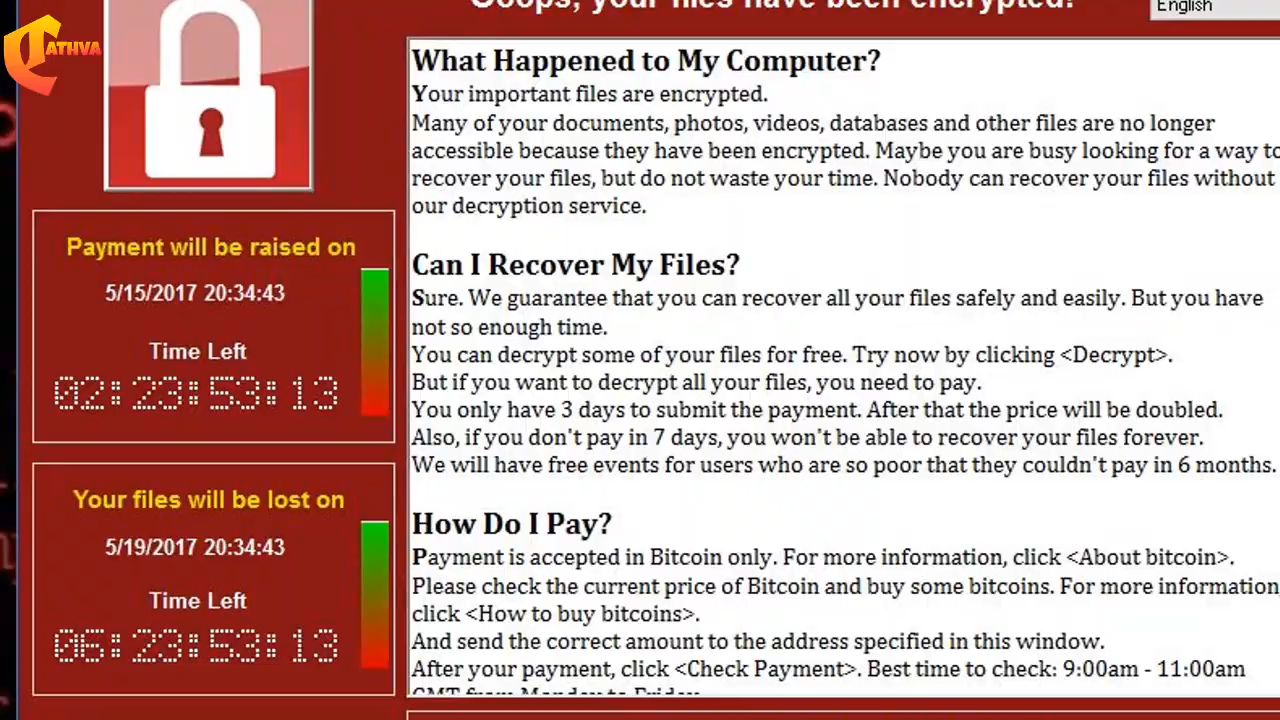 Ooops, your files have been encrypted!
English
CATHVA
What Happened to My Computer?
Your important files are encrypted.
Many of your documents, photos, videos, databases and other files are no longer
accessible because they have been encrypted. Maybe you are busy looking for a way to
recover your files, but do not waste your time. Nobody can recover your files without
our decryption service.
Can I Recover My Files?
Sure. We guarantee that you can recover all your files safely and easily. But you have
not so enough time.
You can decrypt some of your files for free. Try now by clicking <Decrypt>.
But if you want to decrypt all your files, you need to pay.
You only have 3 days to submit the payment. After that the price will be doubled.
Also, if you don't pay in 7 days, you won't be able to recover your files forever.
We will have free events for users who are so poor that they couldn't pay in 6 months.
How Do I Pay?
Payment is accepted in Bitcoin only. For more information, click <About bitcoin>.
Please check the current price of Bitcoin and buy some bitcoins. For more information,
click <How to buy bitcoins>.
And send the correct amount to the address specified in this window.
After your payment, click <Check Payment>. Best time to check: 9:00am - 11:00am
GMT from Monday to Friday.
Payment will be raised on
5/15/2017 20:34:43
Time Left
02:23:53:13
Your files will be lost on
5/19/2017 20:34:43
Time Left
06:23:53:13